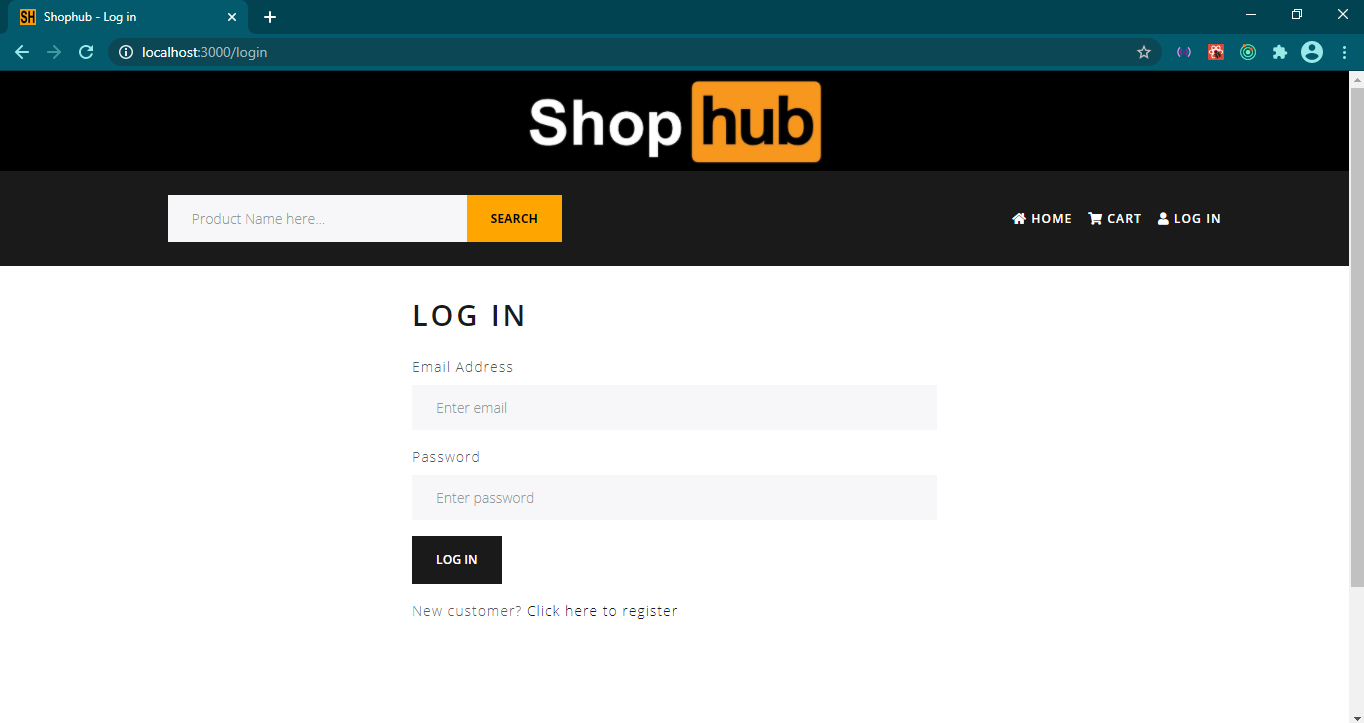 SH Shophub - Log in
localhost:3000/login
Shop hub
Product Name here... SEARCH HOME CART LOG IN
LOG IN
Email Address
Enter email
Password
Enter password
LOG IN
New customer? Click here to register